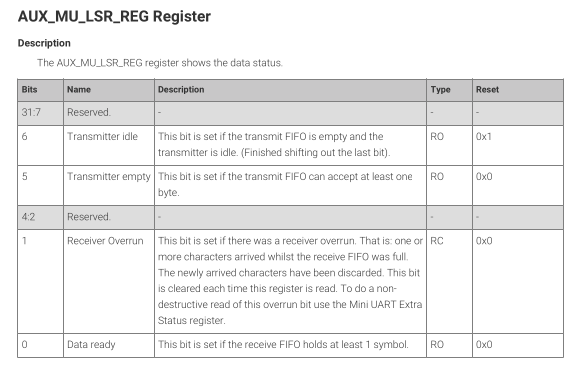 AUX_MU_LSR_REG Register
Description
The AUX_MU_LSR_REG register shows the data status.
Bits Name Description Type Reset
31:7 Reserved. - - -
6 Transmitter idle This bit is set if the transmit FIFO is empty and the RO 0x1
transmitter is idle. (Finished shifting out the last bit).
5 Transmitter empty This bit is set if the transmit FIFO can accept at least one RO 0x0
byte.
4:2 Reserved. - - -
1 Receiver Overrun This bit is set if there was a receiver overrun. That is: one or RC 0x0
more characters arrived whilst the receive FIFO was full.
The newly arrived characters have been discarded. This bit
is cleared each time this register is read. To do a non-
destructive read of this overrun bit use the Mini UART Extra
Status register.
0 Data ready This bit is set if the receive FIFO holds at least 1 symbol. RO 0x0